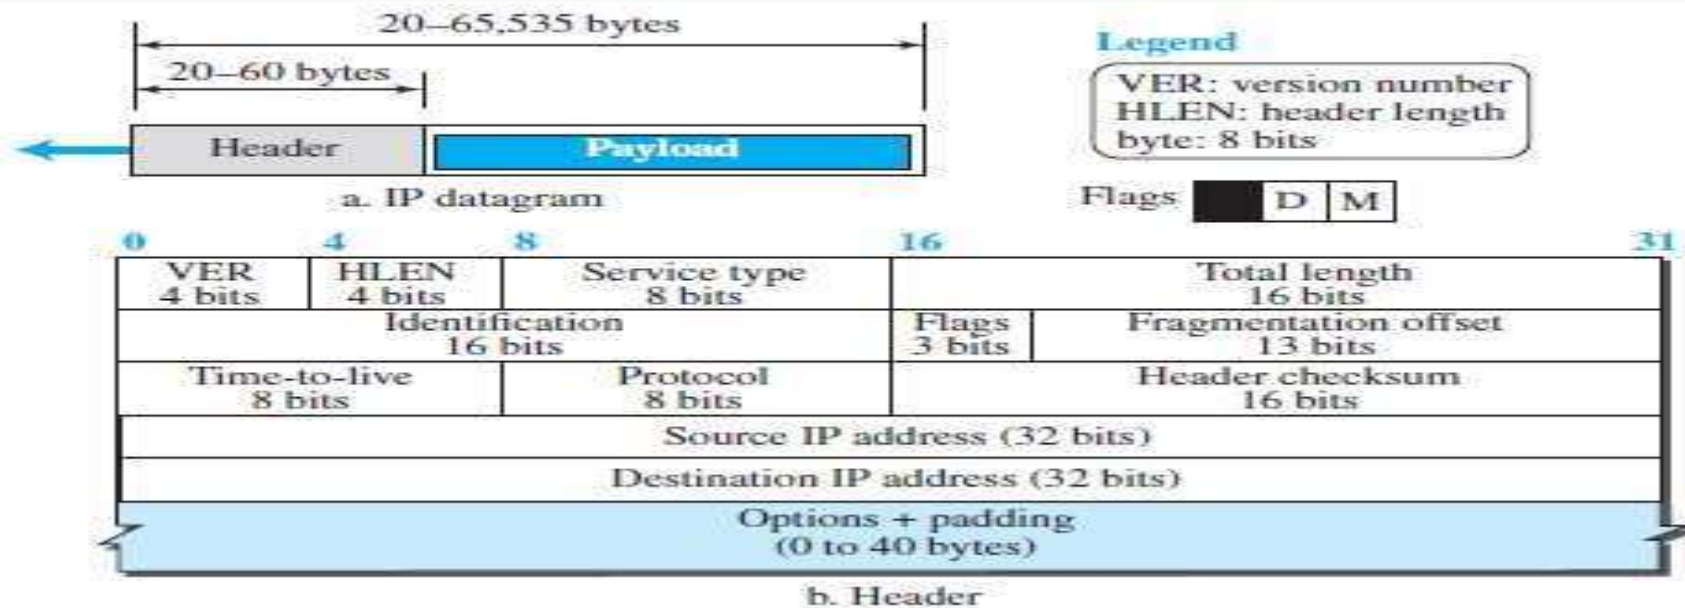 20–65,535 bytes
20–60 bytes
Header
Payload
a. IP datagram
Legend
VER: version number
HLEN: header length
byte: 8 bits
Flags D M
0 4 8 16 31
VER
4 bits
HLEN
4 bits
Service type
8 bits
Total length
16 bits
Identification
16 bits
Flags
3 bits
Fragmentation offset
13 bits
Time-to-live
8 bits
Protocol
8 bits
Header checksum
16 bits
Source IP address (32 bits)
Destination IP address (32 bits)
Options + padding
(0 to 40 bytes)
b. Header